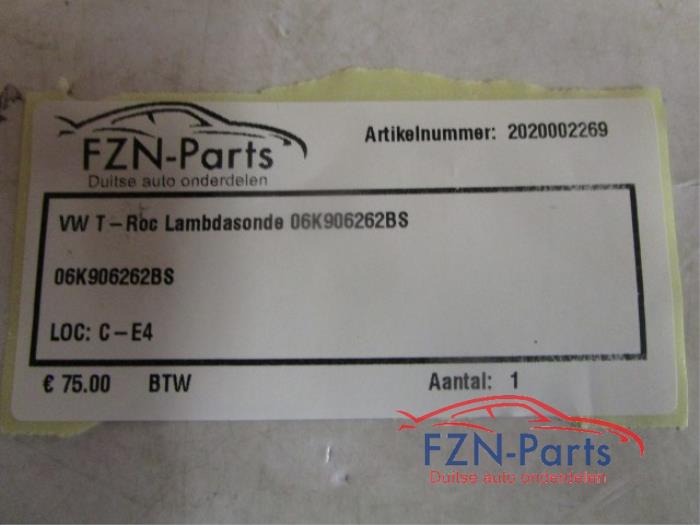 FZN-Parts
Duitse auto onderdelen
Artikelnummer: 2020002269
VW T-Roc Lambdasonde 06K906262BS
06K906262BS
LOC: C-E4
€ 75.00 BTW Aantal: 1
FZN-Parts
Duitse auto onderdelen